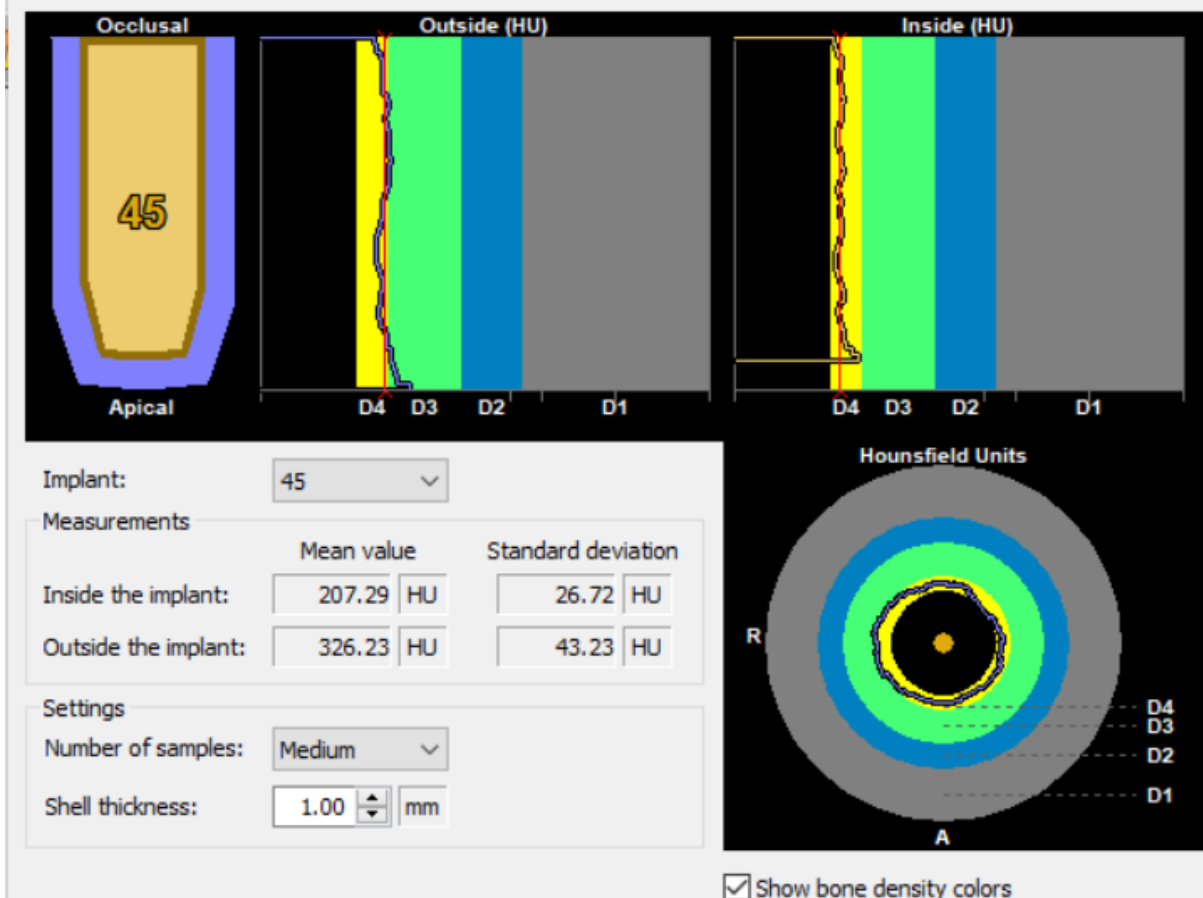 Occlusal
45
Apical
Outside (HU)
D4 D3 D2 D1
Inside (HU)
D4 D3 D2 D1
Implant: 45
Measurements
Mean value Standard deviation
Inside the implant: 207.29 HU 26.72 HU
Outside the implant: 326.23 HU 43.23 HU
Settings
Number of samples: Medium
Shell thickness: 1.00 mm
Hounsfield Units
R
D4
D3
D2
D1
A
Show bone density colors